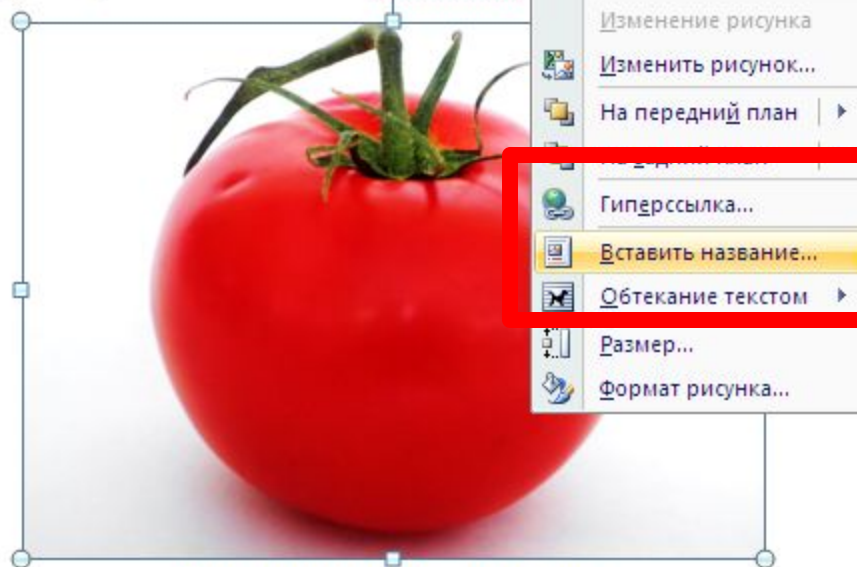 Изменение рисунка
Изменить рисунок...
На передний план
Гиперссылка...
Вставить название...
Обтекание текстом
Размер...
Формат рисунка...